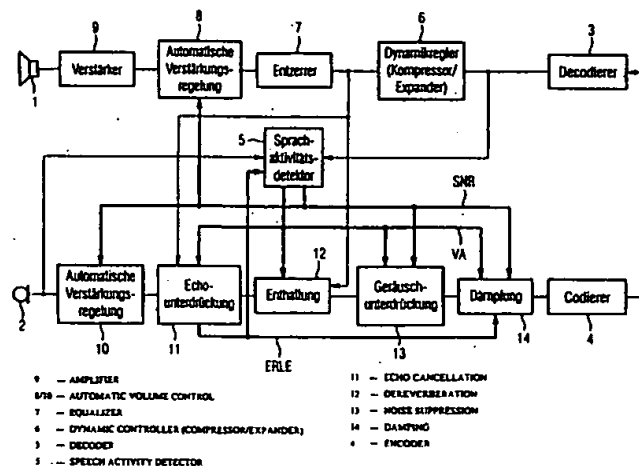 9
8
7
6
3
Verstärker
Automatische
Verstärkungs-
regelung
Entzerrer
Dynamikregler
(Kompressor/
Expander)
Decodierer
1
5
Sprach-
aktivitäts-
detektor
SNR
VA
12
Automatische
Verstärkungs-
regelung
Echo-
unterdrückung
Enthallung
Geräusch-
unterdrückung
Dämpfung
Codierer
2
10
11
ERLE
13
14
4
9 – AMPLIFIER
8/10 – AUTOMATIC VOLUME CONTROL
7 – EQUALIZER
6 – DYNAMIC CONTROLLER (COMPRESSOR/EXPANDER)
3 – DECODER
5 – SPEECH ACTIVITY DETECTOR
11 – ECHO CANCELLATION
12 – DEREVERBERATION
13 – NOISE SUPPRESSION
14 – DAMPING
4 – ENCODER